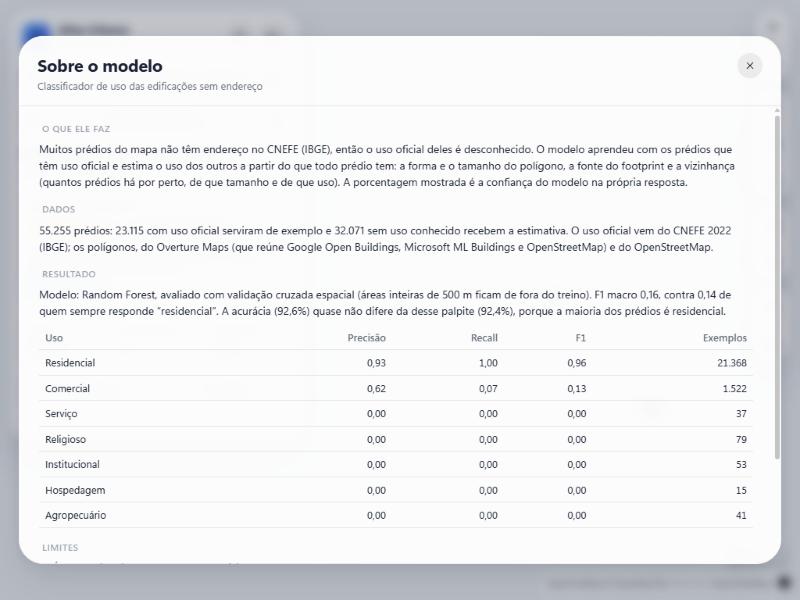 Sobre o modelo
Classificador de uso das edificações sem endereço
O QUE ELE FAZ
Muitos prédios do mapa não têm endereço no CNEFE (IBGE), então o uso oficial deles é desconhecido. O modelo aprendeu com os prédios que
têm uso oficial e estima o uso dos outros a partir do que todo prédio tem: a forma e o tamanho do polígono, a fonte do footprint e a vizinhança
(quantos prédios há por perto, de que tamanho e de que uso). A porcentagem mostrada é a confiança do modelo na própria resposta.
DADOS
55.255 prédios: 23.115 com uso oficial serviram de exemplo e 32.071 sem uso conhecido recebem a estimativa. O uso oficial vem do CNEFE 2022
(IBGE); os polígonos, do Overture Maps (que reúne Google Open Buildings, Microsoft ML Buildings e OpenStreetMap) e do OpenStreetMap.
RESULTADO
Modelo: Random Forest, avaliado com validação cruzada espacial (áreas inteiras de 500 m ficam de fora do treino). F1 macro 0,16, contra 0,14 de
quem sempre responde “residencial”. A acurácia (92,6%) quase não difere da desse palpite (92,4%), porque a maioria dos prédios é residencial.
Uso Precisão Recall F1 Exemplos
Residencial 0,93 1,00 0,96 21.368
Comercial 0,62 0,07 0,13 1.522
Serviço 0,00 0,00 0,00 37
Religioso 0,00 0,00 0,00 79
Institucional 0,00 0,00 0,00 53
Hospedagem 0,00 0,00 0,00 15
Agropecuário 0,00 0,00 0,00 41
LIMITES